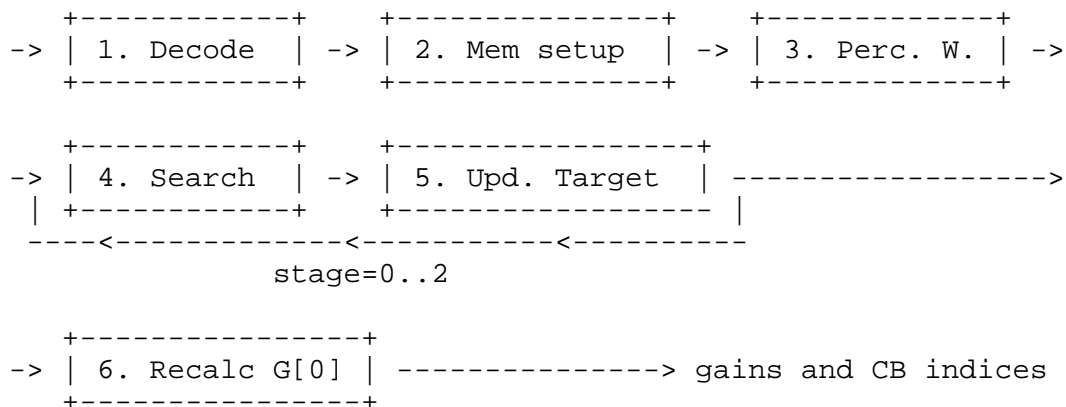 -> | 1. Decode | -> | 2. Mem setup | -> | 3. Perc. W. | ->
-> | 4. Search | -> | 5. Upd. Target | ------------------>
stage=0..2
-> | 6. Recalc G[0] | ---------------> gains and CB indices